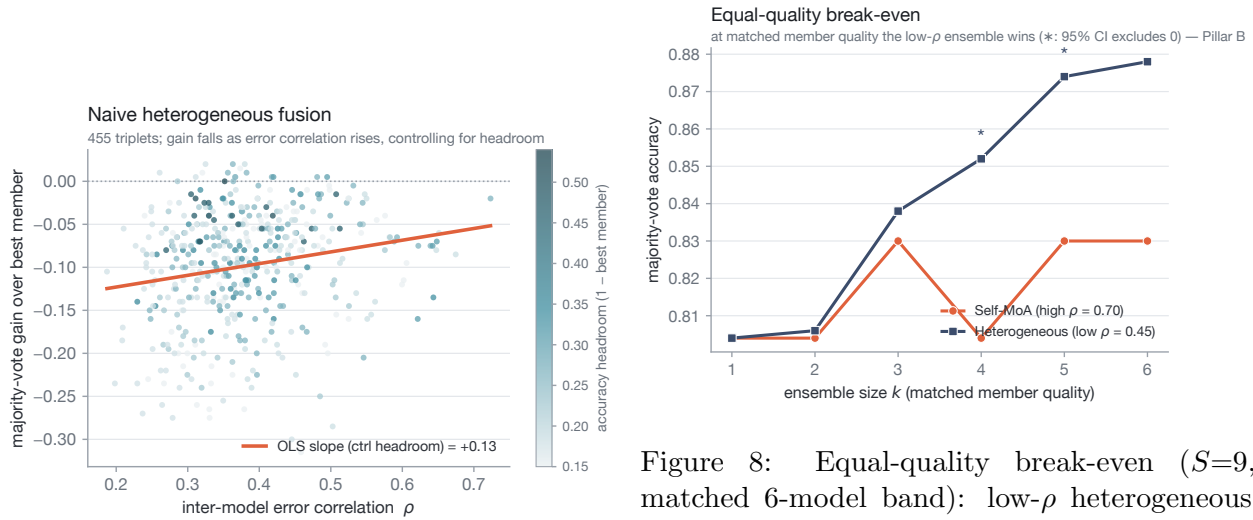 Naive heterogeneous fusion
455 triplets; gain falls as error correlation rises, controlling for headroom
majority-vote gain over best member
0.00
−0.05
−0.10
−0.15
−0.20
−0.25
−0.30
0.2
0.3
0.4
0.5
0.6
0.7
inter-model error correlation ρ
OLS slope (ctrl headroom) = +0.13
0.50
0.45
0.40
0.35
0.30
0.25
0.20
0.15
accuracy headroom (1 − best member)
Equal-quality break-even
at matched member quality the low-ρ ensemble wins (∗: 95% CI excludes 0) — Pillar B
majority-vote accuracy
0.88
0.87
0.86
0.85
0.84
0.83
0.82
0.81
*
*
Self-MoA (high ρ = 0.70)
Heterogeneous (low ρ = 0.45)
1
2
3
4
5
6
ensemble size k (matched member quality)
Figure 8: Equal-quality break-even (S=9,
matched 6-model band): low-ρ heterogeneous